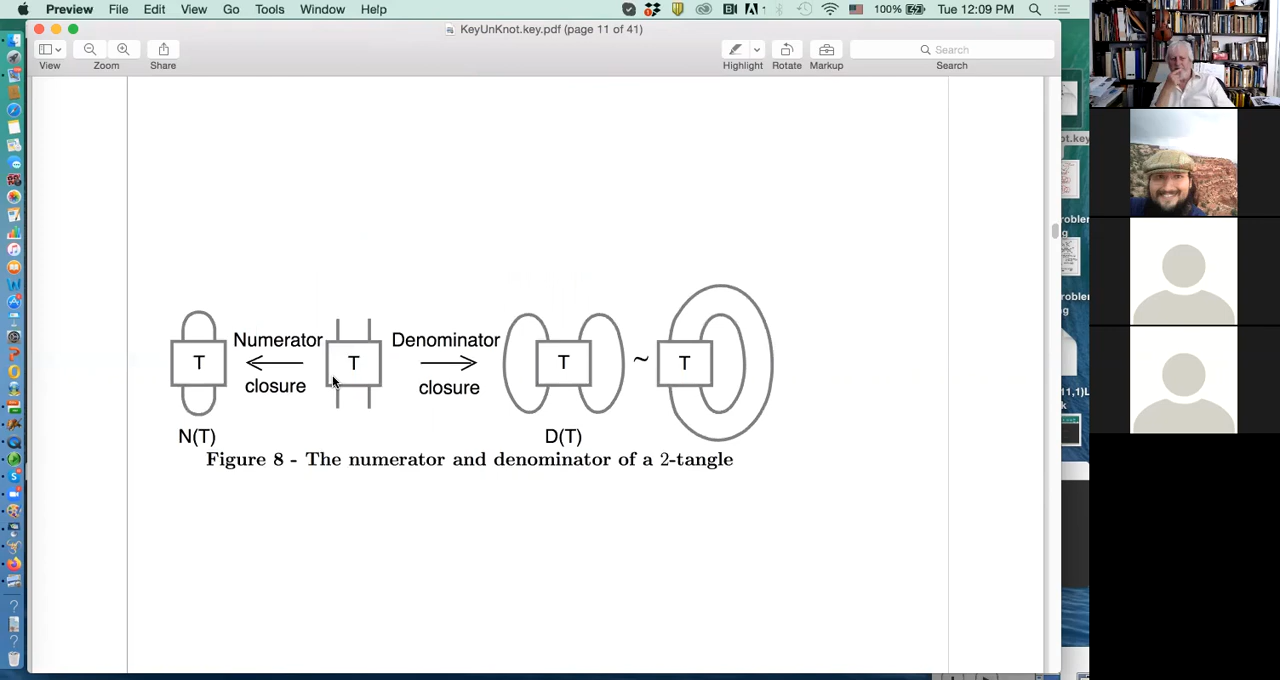 Preview File Edit View Go Tools Window Help 100% Tue 12:09 PM
KeyUnKnot.key.pdf (page 11 of 41)
Search
View Zoom Share Highlight Rotate Markup Search
ot.key
Numerator Denominator
T T T ~ T
closure closure
N(T) D(T)
Figure 8 - The numerator and denominator of a 2-tangle